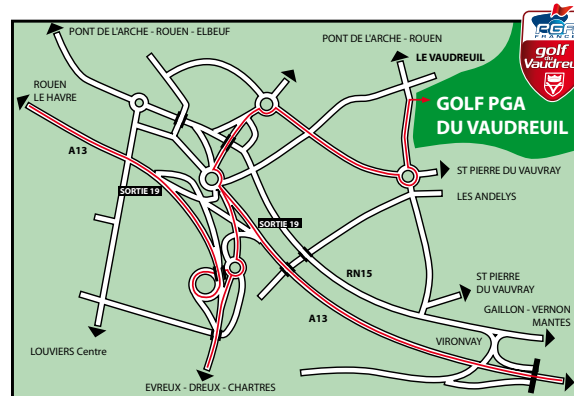 PONT DE L'ARCHE - ROUEN - ELBEUF
PONT DE L'ARCHE - ROUEN
PGA
FRANCE
golf
du
Vaudreuil
LE VAUDREUIL
ROUEN
LE HAVRE
GOLF PGA
DU VAUDREUIL
A13
ST PIERRE DU VAUVRAY
SORTIE 19
LES ANDELYS
SORTIE 19
RN15
ST PIERRE
DU VAUVRAY
A13
GAILLON - VERNON
MANTES
VIRONVAY
LOUVIERS Centre
EVREUX - DREUX - CHARTRES